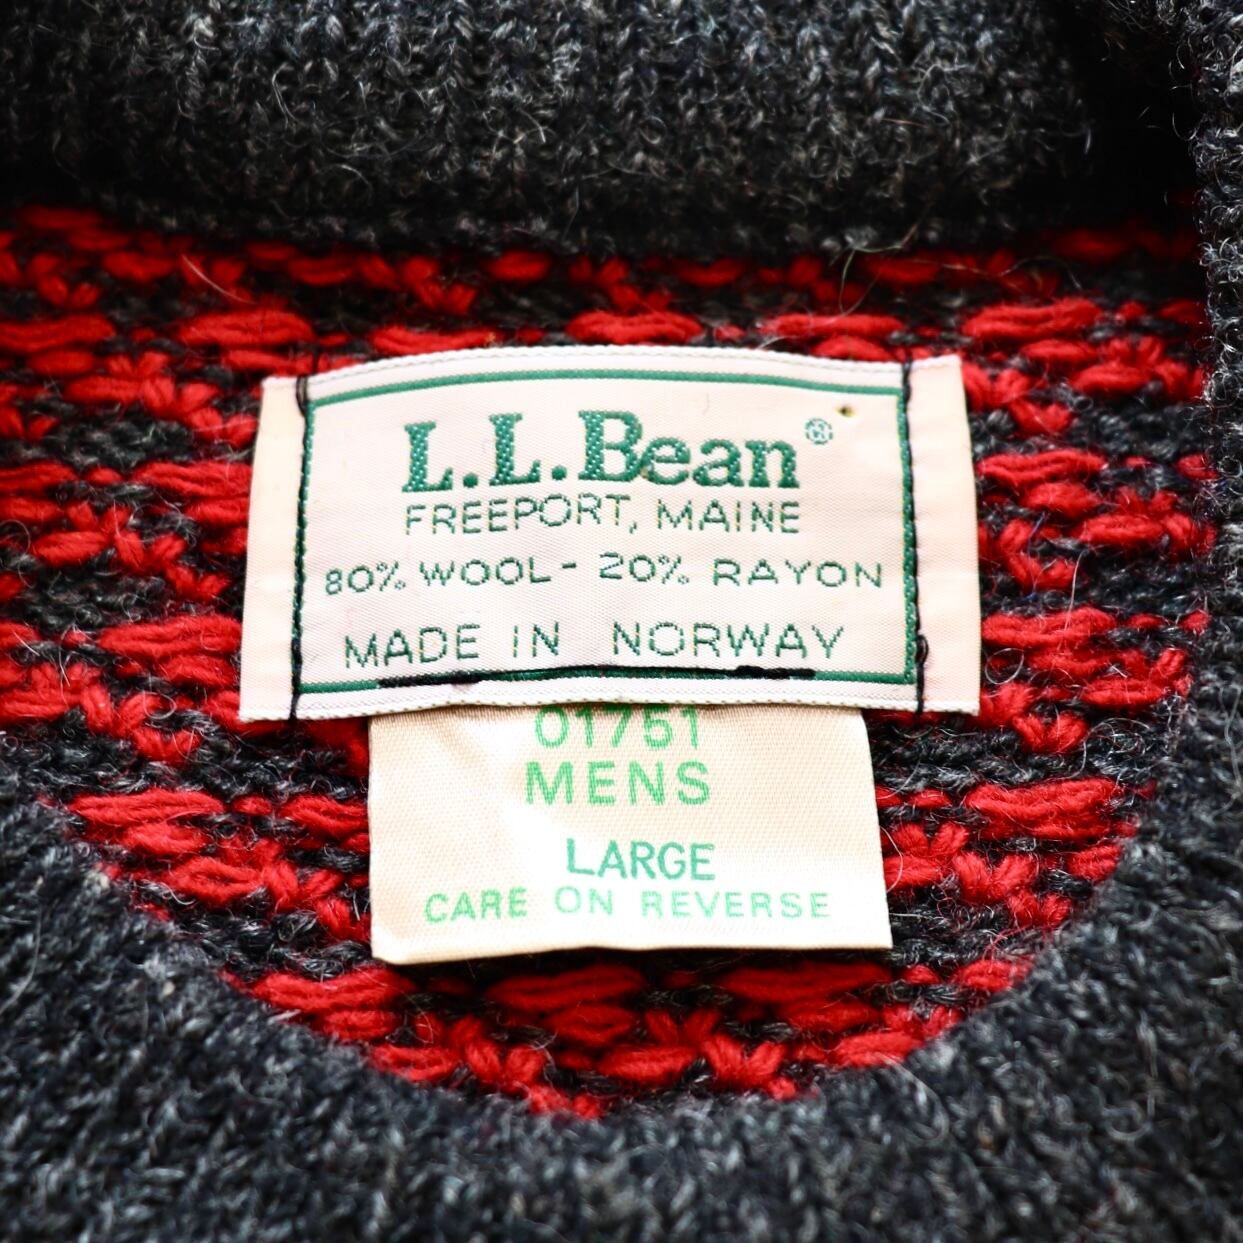 L.L.Bean®
FREEPORT, MAINE
80% WOOL - 20% RAYON
MADE IN NORWAY
01751
MENS
LARGE
CARE ON REVERSE